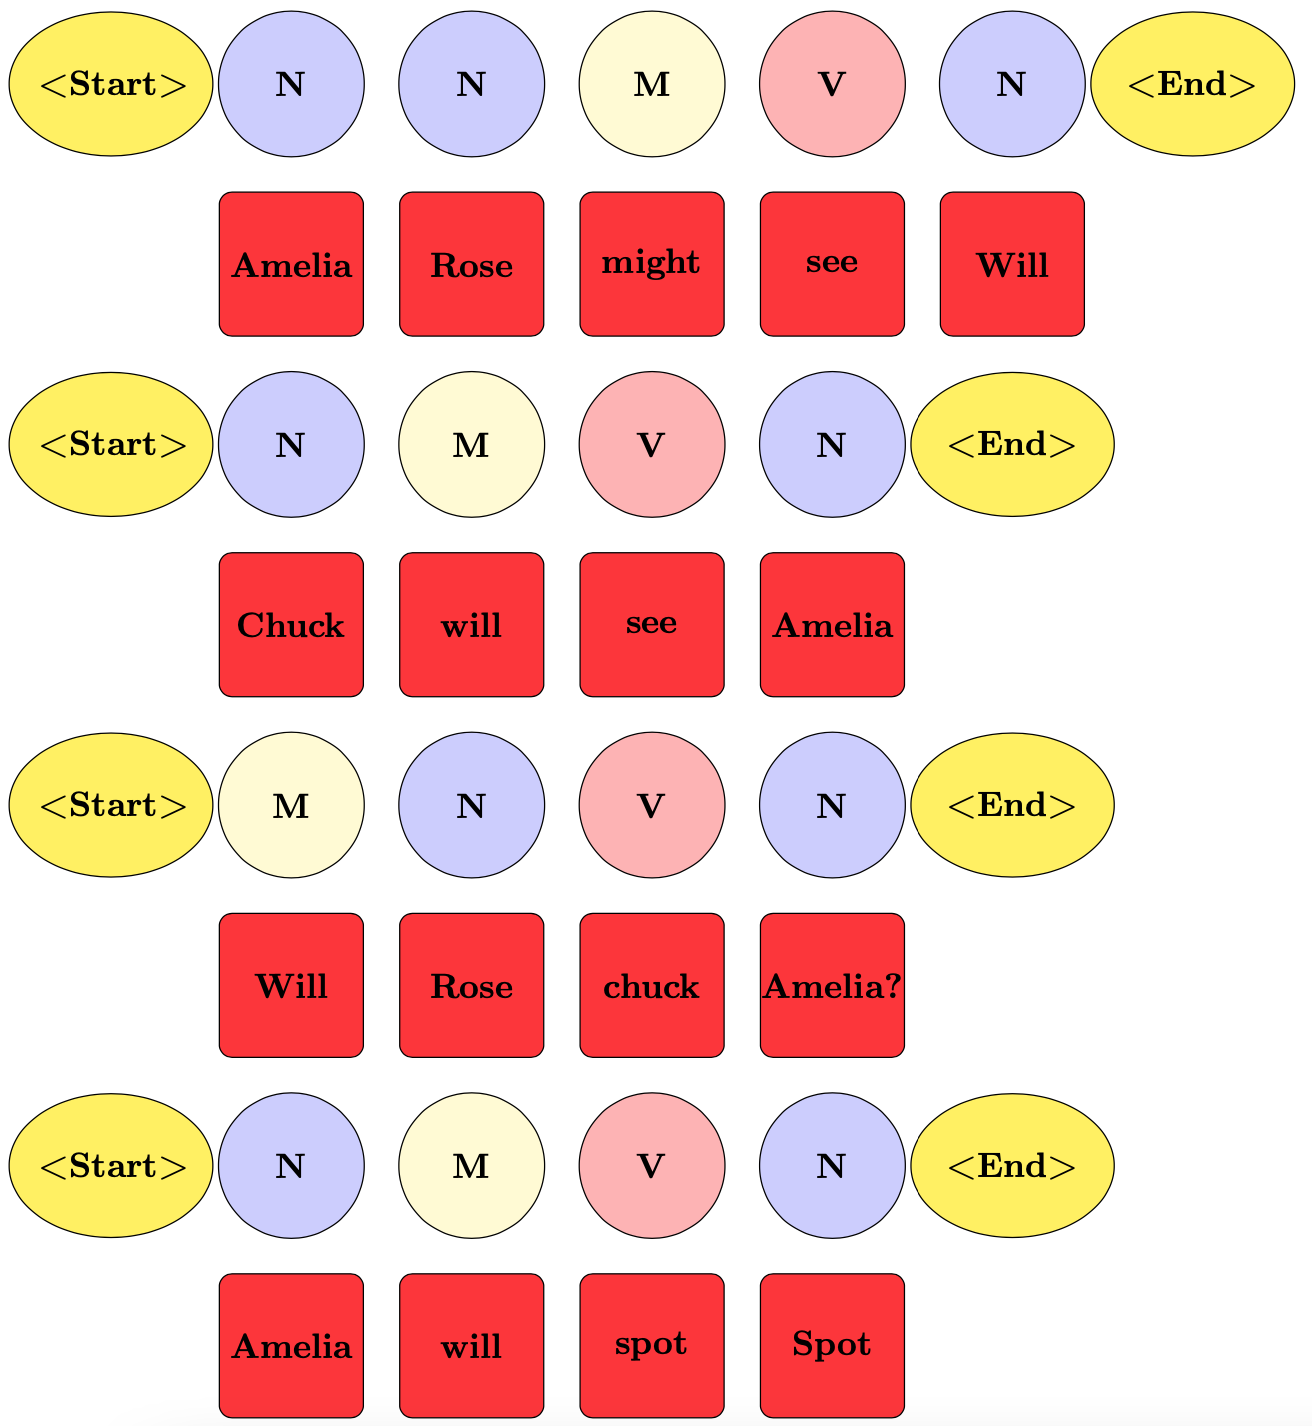 <Start> N N M V N <End>
Amelia Rose might see Will
<Start> N M V N <End>
Chuck will see Amelia
<Start> M N V N <End>
Will Rose chuck Amelia?
<Start> N M V N <End>
Amelia will spot Spot